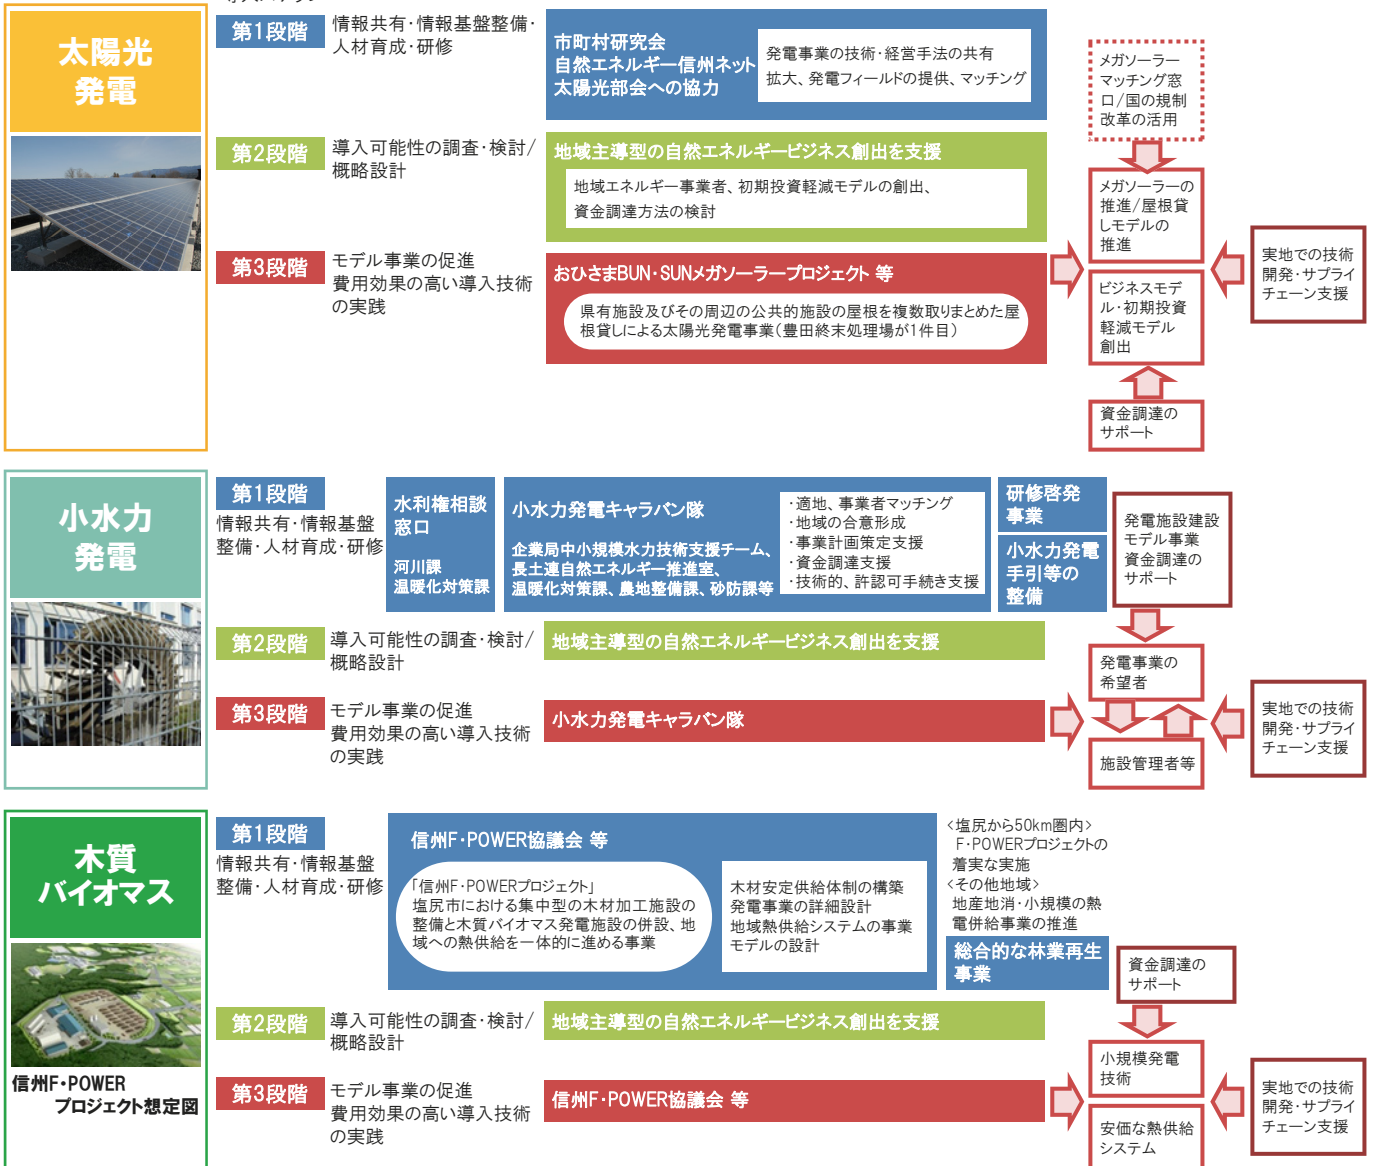 太陽光
発電
第1段階
情報共有・情報基盤整備・
人材育成・研修
市町村研究会
自然エネルギー信州ネット
太陽光部会への協力
発電事業の技術・経営手法の共有
拡大、発電フィールドの提供、マッチング
第2段階
導入可能性の調査・検討/
概略設計
地域主導型の自然エネルギービジネス創出を支援
地域エネルギー事業者、初期投資軽減モデルの創出、
資金調達方法の検討
第3段階
モデル事業の促進
費用効果の高い導入技術
の実践
おひさまBUN・SUNメガソーラープロジェクト 等
県有施設及びその周辺の公共的施設の屋根を複数取りまとめた屋
根貸しによる太陽光発電事業(豊田終末処理場が1件目)
メガソーラー
マッチング窓
口/国の規制
改革の活用
メガソーラーの
推進/屋根貸
しモデルの
推進
ビジネスモデ
ル・初期投資
軽減モデル
創出
資金調達の
サポート
実地での技術
開発・サプライ
チェーン支援
小水力
発電
第1段階
情報共有・情報基盤
整備・人材育成・研修
水利権相談
窓口
河川課
温暖化対策課
小水力発電キャラバン隊
企業局中小規模水力技術支援チーム、
長土連自然エネルギー推進室、
温暖化対策課、農地整備課、砂防課等
・適地、事業者マッチング
・地域の合意形成
・事業計画策定支援
・資金調達支援
・技術的、許認可手続き支援
研修啓発
事業
小水力発電
手引等の
整備
発電施設建設
モデル事業
資金調達の
サポート
第2段階
導入可能性の調査・検討/
概略設計
地域主導型の自然エネルギービジネス創出を支援
第3段階
モデル事業の促進
費用効果の高い導入技術
の実践
小水力発電キャラバン隊
発電事業の
希望者
施設管理者等
実地での技術
開発・サプライ
チェーン支援
木質
バイオマス
信州F・POWER
プロジェクト想定図
第1段階
情報共有・情報基盤
整備・人材育成・研修
信州F・POWER協議会 等
「信州F・POWERプロジェクト」
塩尻市における集中型の木材加工施設の
整備と木質バイオマス発電施設の併設、地
域への熱供給を一体的に進める事業
木材安定供給体制の構築
発電事業の詳細設計
地域熱供給システムの事業
モデルの設計
<塩尻から50km圏内>
F・POWERプロジェクトの
着実な実施
<その他地域>
地産地消・小規模の熱
電併給事業の推進
総合的な林業再生
事業
資金調達の
サポート
第2段階
導入可能性の調査・検討/
概略設計
地域主導型の自然エネルギービジネス創出を支援
第3段階
モデル事業の促進
費用効果の高い導入技術
の実践
信州F・POWER協議会 等
小規模発電
技術
安価な熱供給
システム
実地での技術
開発・サプライ
チェーン支援